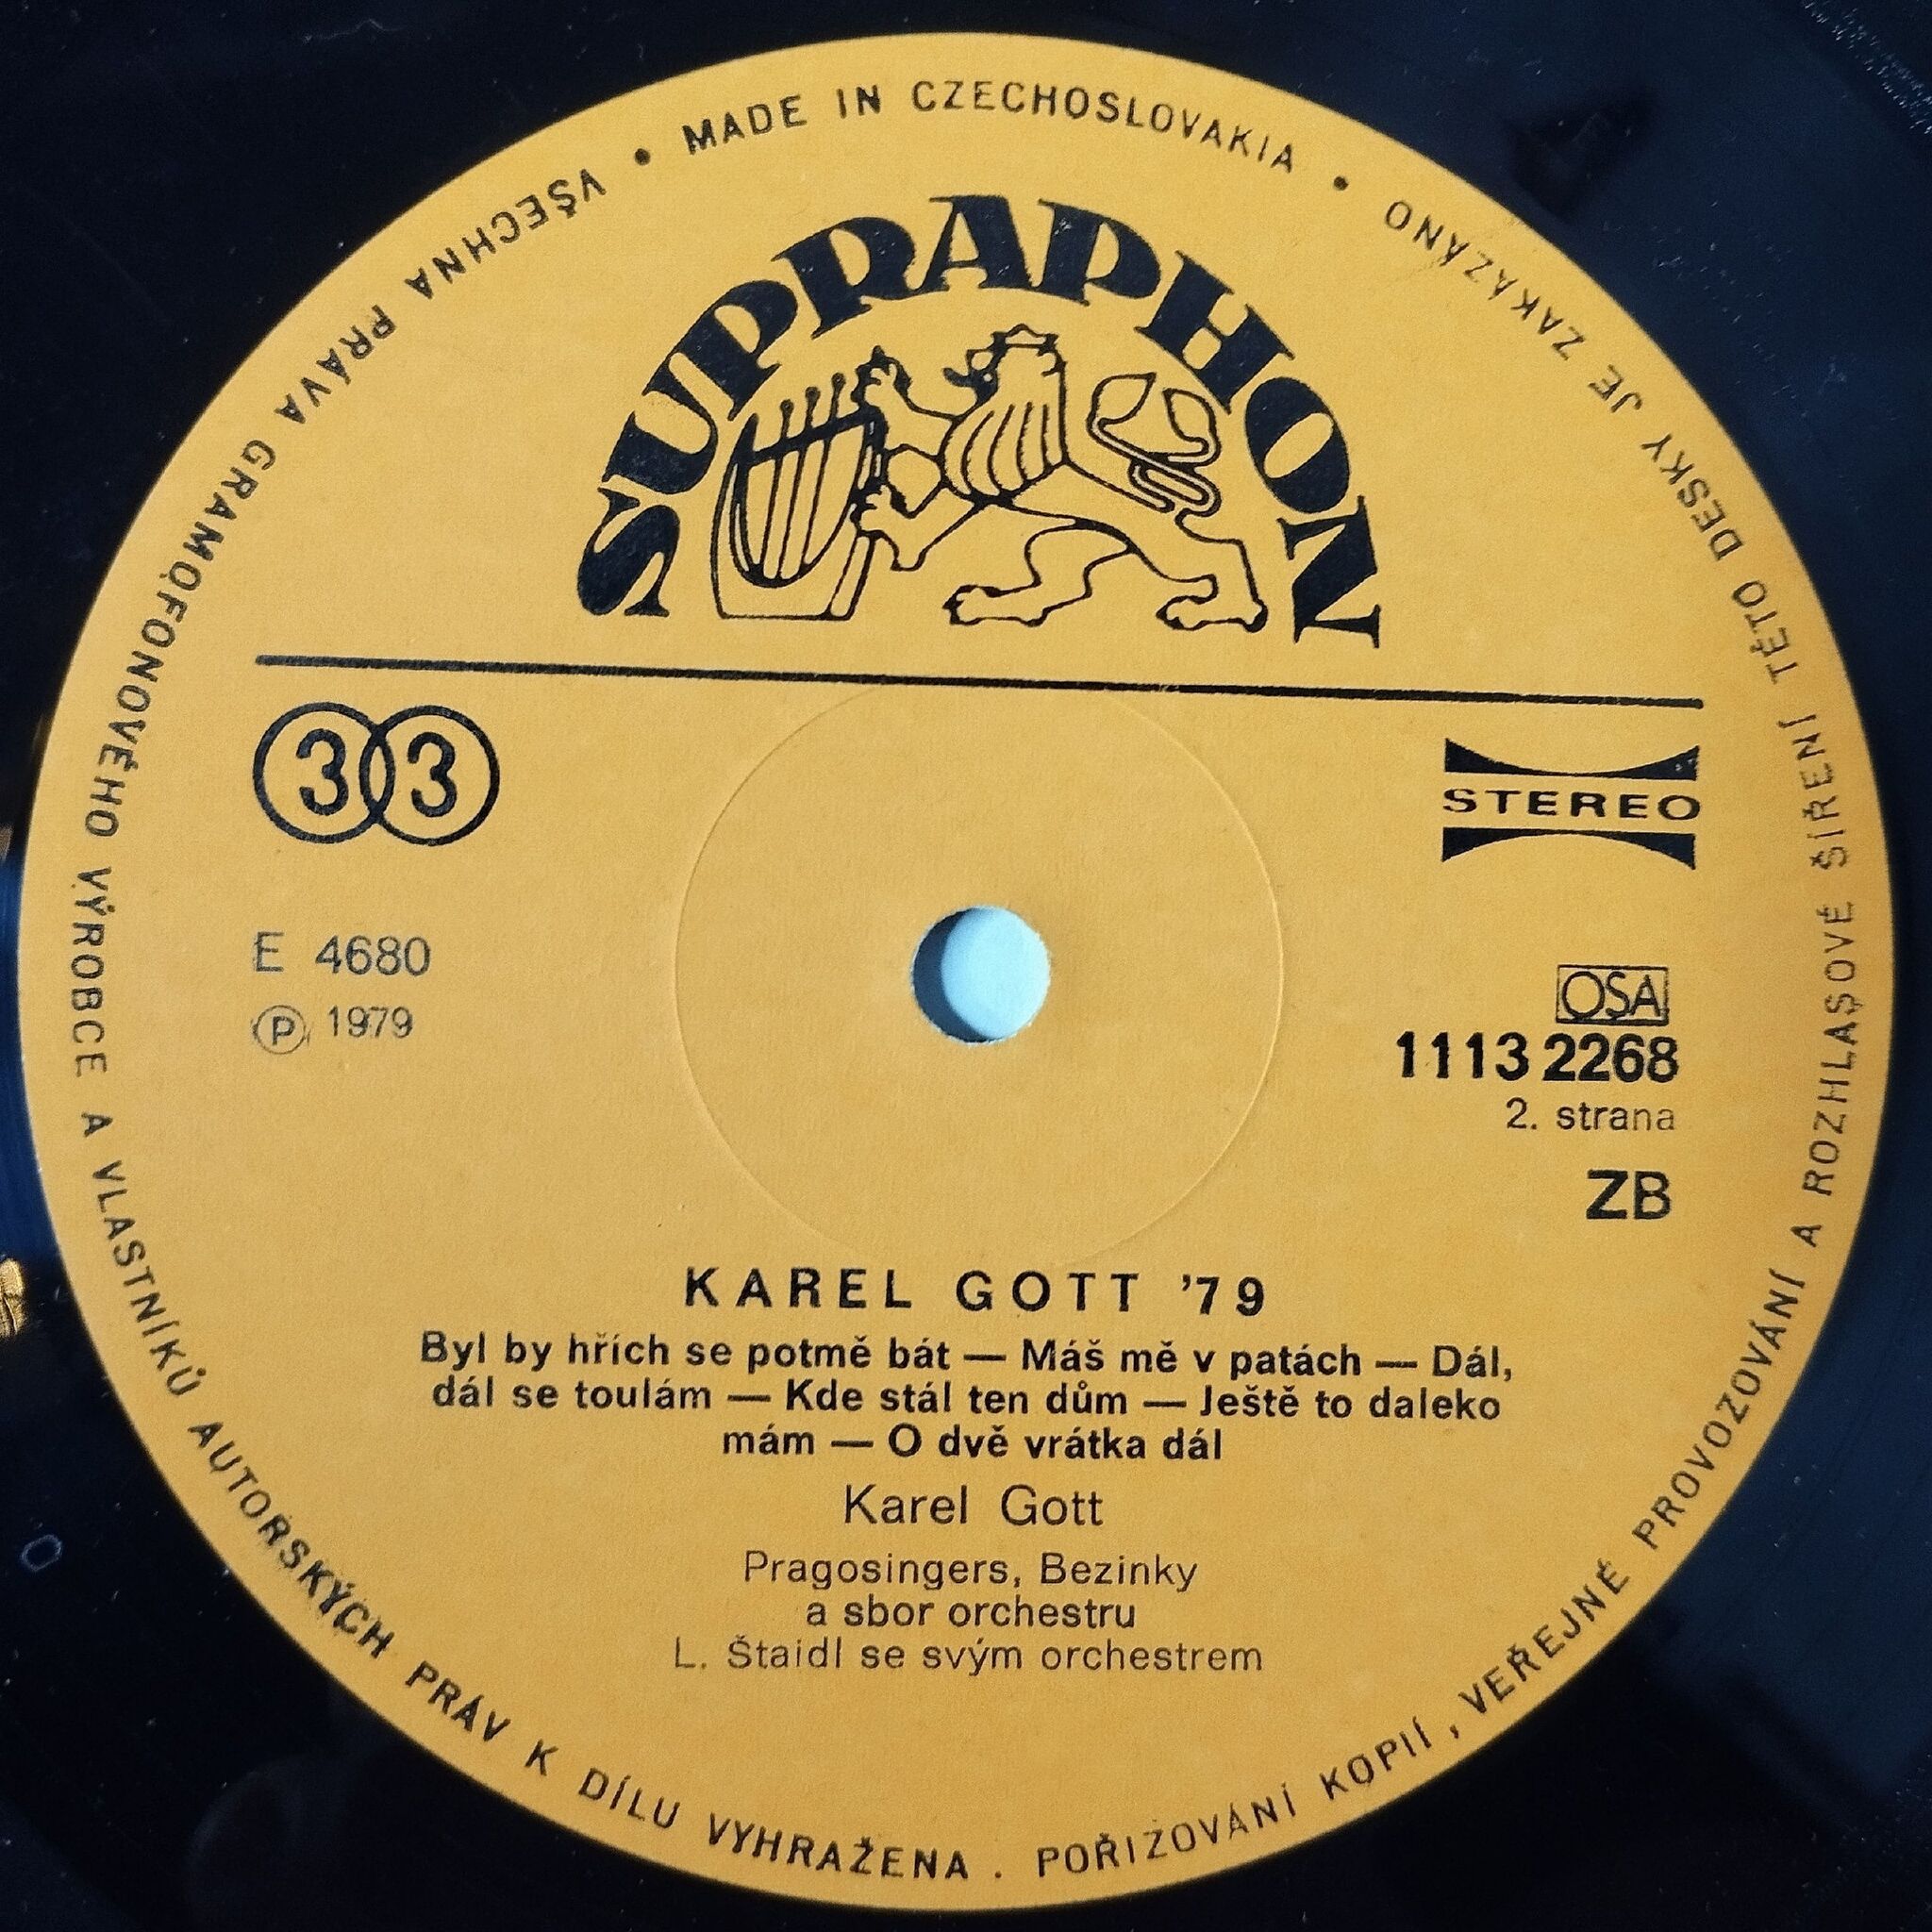 MADE IN CZECHOSLOVAKIA •
VŠECHNA PRÁVA GRAMOFONOVÉHO VÝROBCE A VLASTNÍKŮ AUTORSKÝCH PRÁV K DÍLU VYHRAŽENA . POŘIZOVÁNÍ KOPIÍ, VEŘEJNÉ PROVOZOVÁNÍ A ROZHLASOVÉ ŠÍŘENÍ TÉTO DESKY JE ZAKÁZÁNO •
SUPRAPHON
33
STEREO
E 4680
Ⓟ 1979
OSA
1113 2268
2. strana
ZB
KAREL GOTT ’79
Byl by hřích se potmě bát — Máš mě v patách — Dál,
dál se toulám — Kde stál ten dům — Ještě to daleko
mám — O dvě vrátka dál
Karel Gott
Pragosingers, Bezinky
a sbor orchestru
L. Štaidl se svým orchestrem